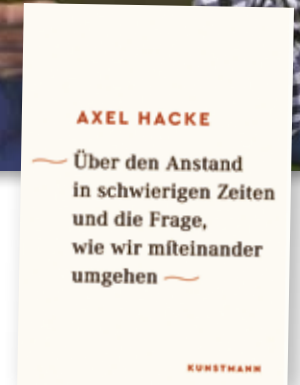 AXEL HACKE
Über den Anstand
in schwierigen Zeiten
und die Frage,
wie wir miteinander
umgehen
KUNSTMANN